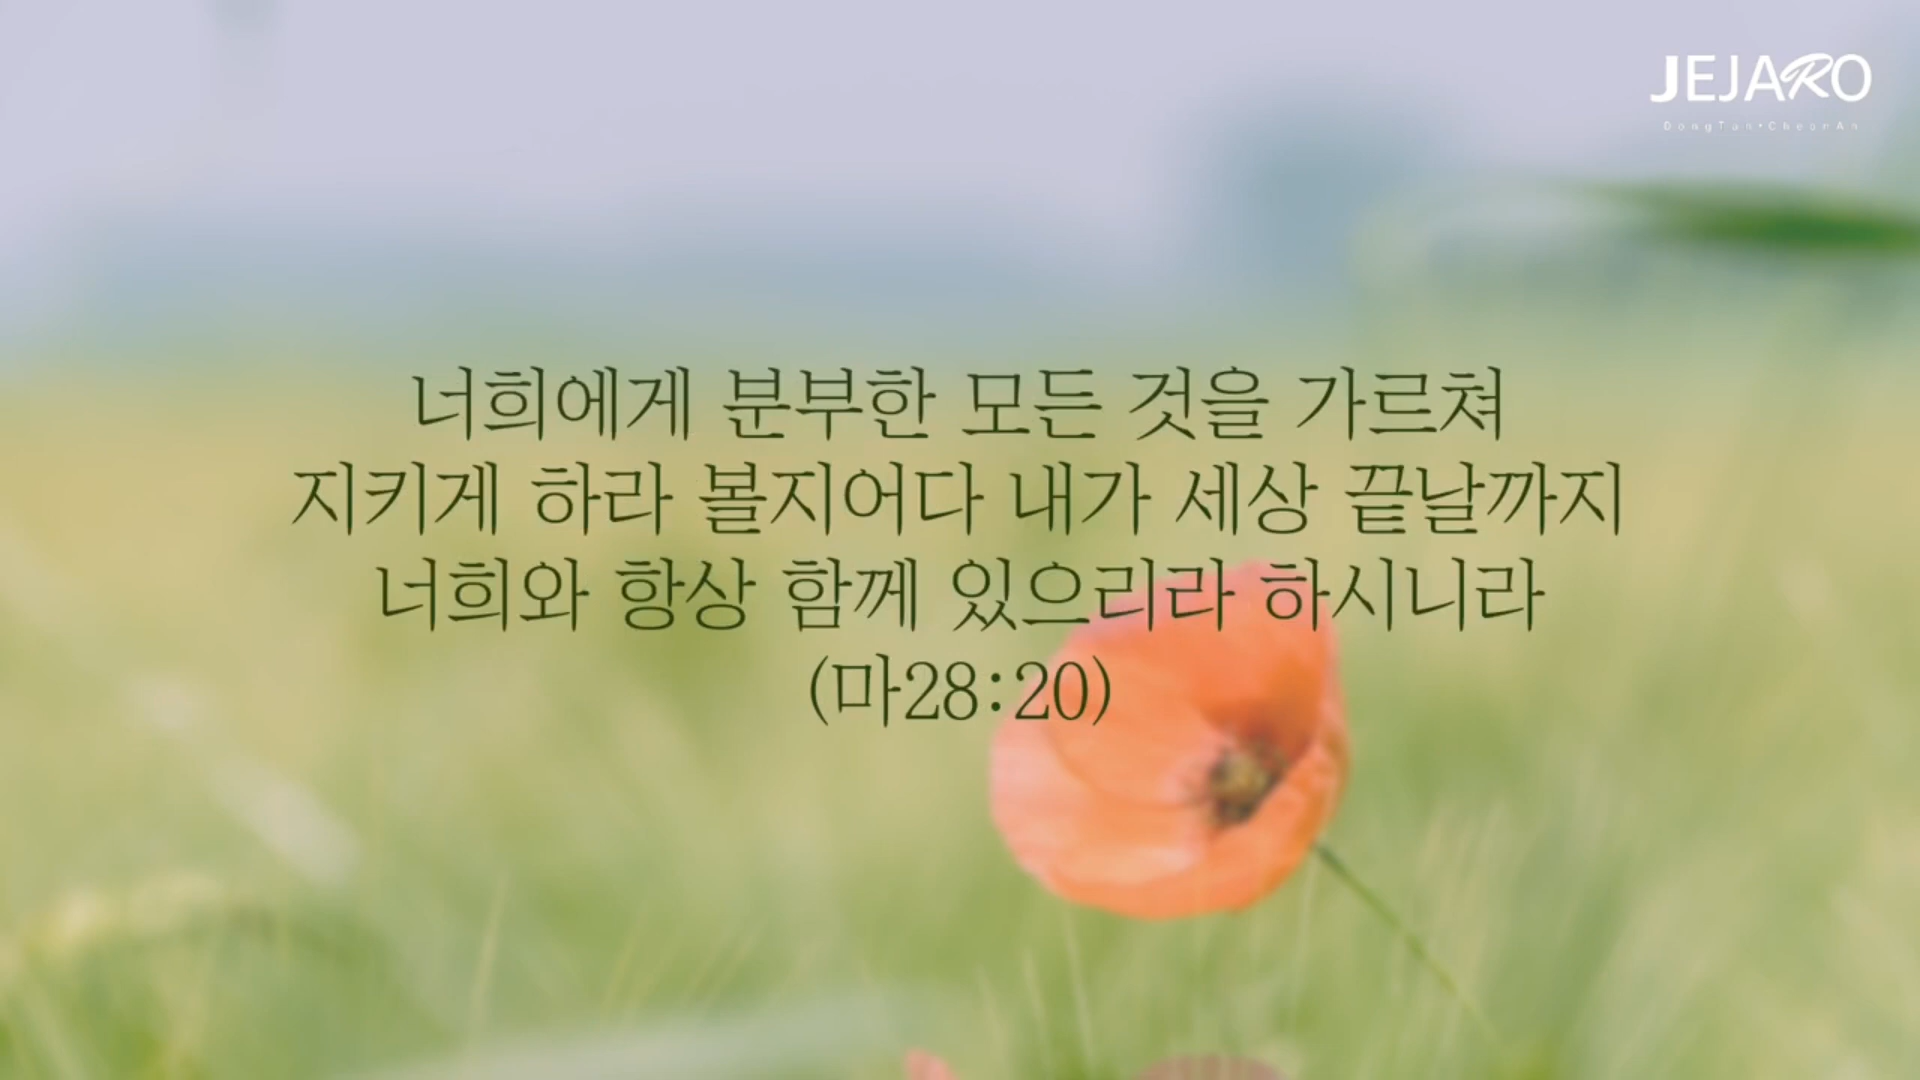 JEJARO
DongTan•CheonAn
너희에게 분부한 모든 것을 가르쳐
지키게 하라 볼지어다 내가 세상 끝날까지
너희와 항상 함께 있으리라 하시니라
(마28:20)